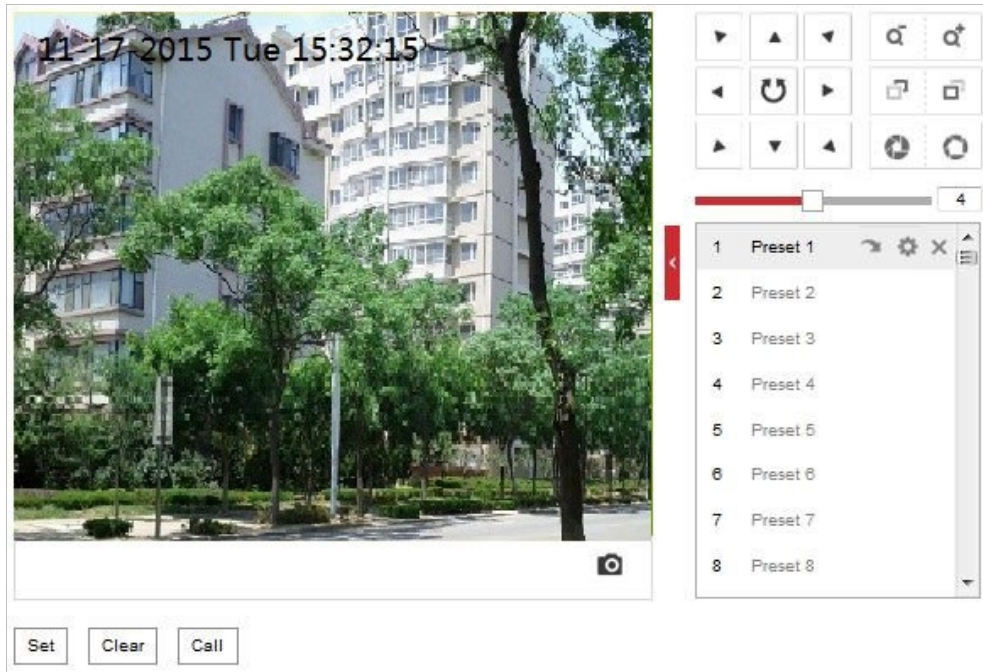 11-17-2015 Tue 15:32:15
4
1 Preset 1
2 Preset 2
3 Preset 3
4 Preset 4
5 Preset 5
6 Preset 6
7 Preset 7
8 Preset 8
Set Clear Call